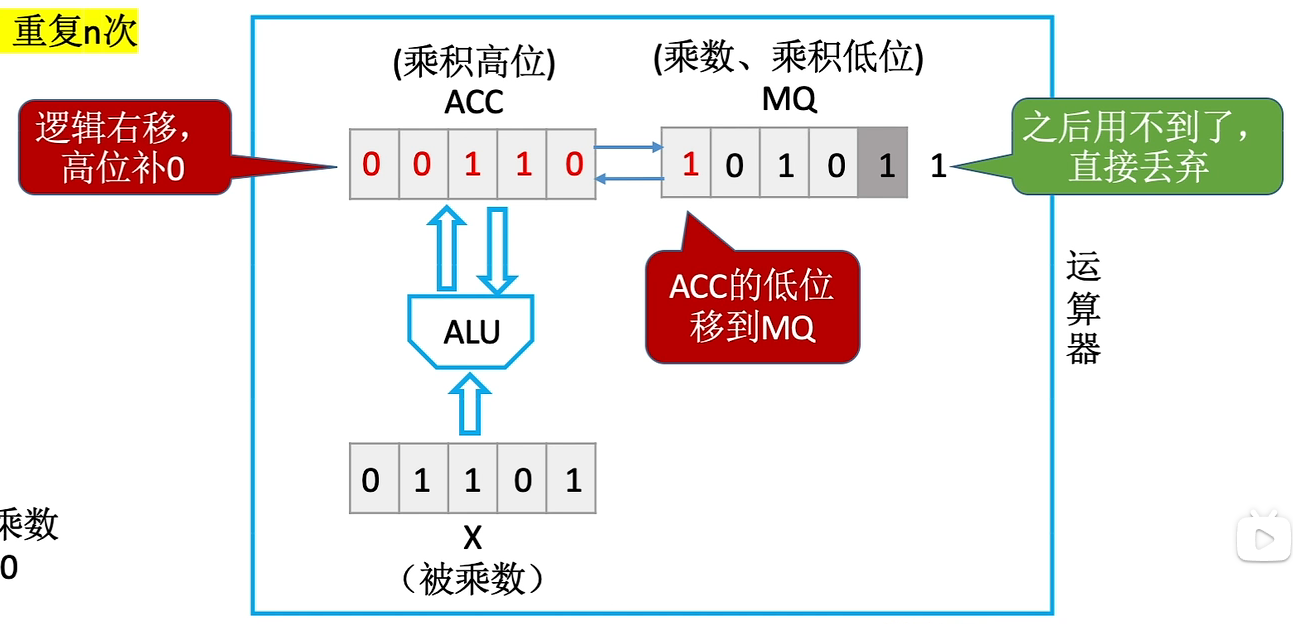 重复n次
(乘积高位)
ACC
(乘数、乘积低位)
MQ
逻辑右移，
高位补0
0 0 1 1 0
1 0 1 0 1 1
之后用不到了，
直接丢弃
ACC的低位
移到MQ
运
算
器
ALU
0 1 1 0 1
X
（被乘数）
乘数
0